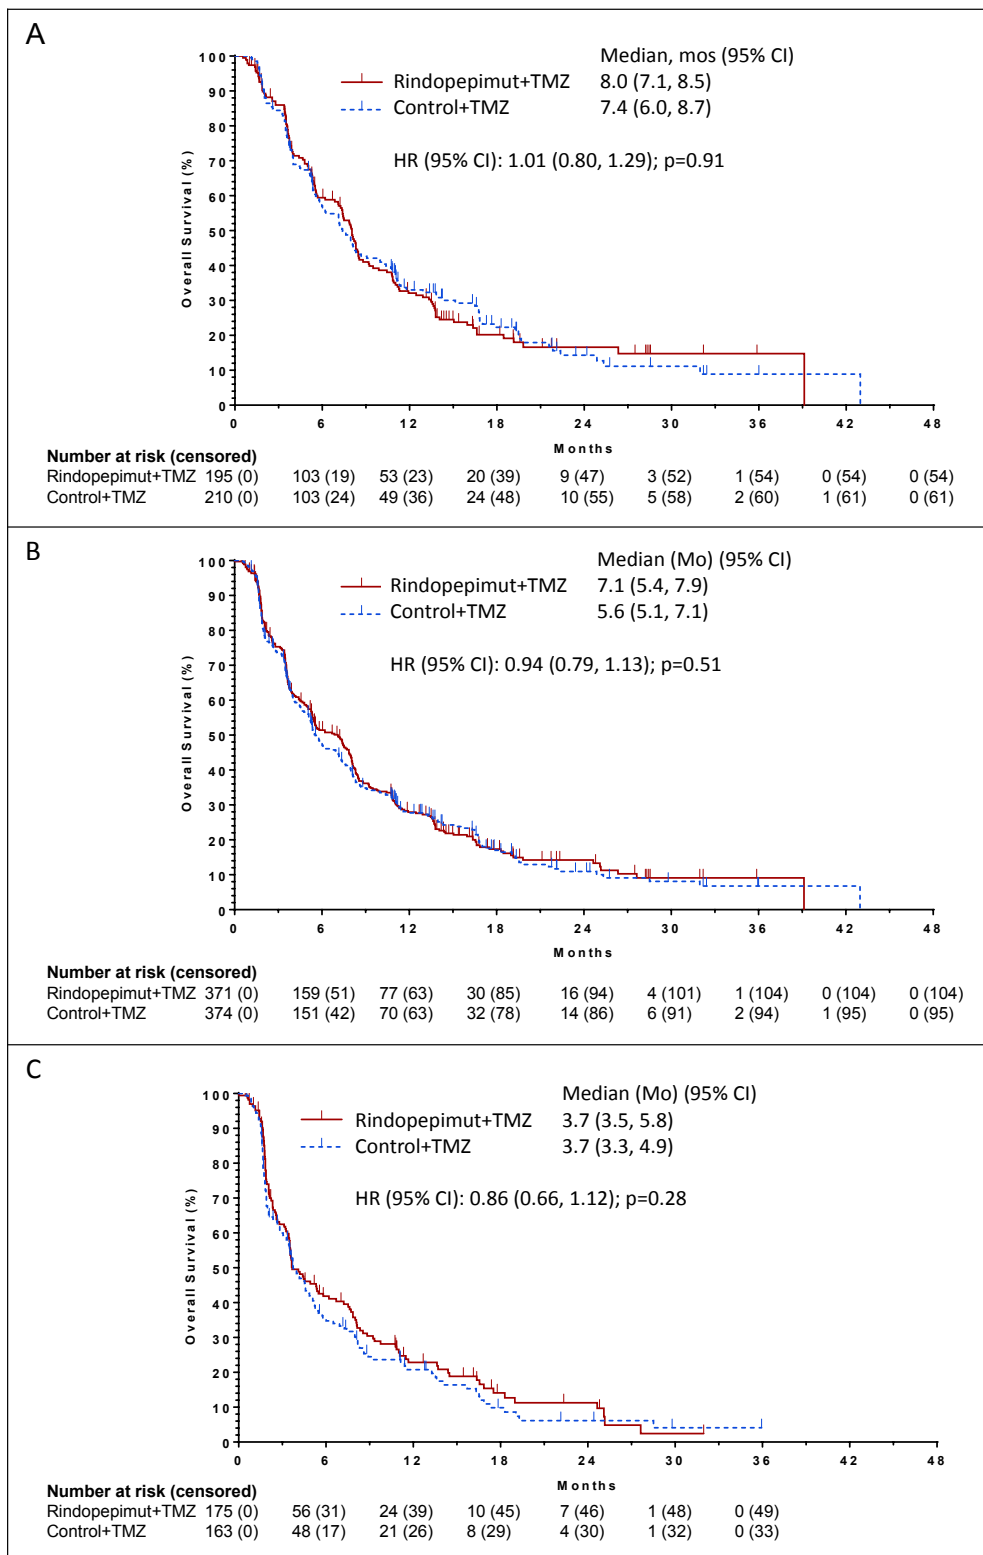 A
Median, mos (95% CI)
Rindopepimut+TMZ 8.0 (7.1, 8.5)
Control+TMZ 7.4 (6.0, 8.7)
HR (95% CI): 1.01 (0.80, 1.29); p=0.91
Overall Survival (%)
100
90
80
70
60
50
40
30
20
10
0
0 6 12 18 24 30 36 42 48
Months
Number at risk (censored)
Rindopepimut+TMZ 195 (0) 103 (19) 53 (23) 20 (39) 9 (47) 3 (52) 1 (54) 0 (54) 0 (54)
Control+TMZ 210 (0) 103 (24) 49 (36) 24 (48) 10 (55) 5 (58) 2 (60) 1 (61) 0 (61)
B
Median (Mo) (95% CI)
Rindopepimut+TMZ 7.1 (5.4, 7.9)
Control+TMZ 5.6 (5.1, 7.1)
HR (95% CI): 0.94 (0.79, 1.13); p=0.51
Overall Survival (%)
100
90
80
70
60
50
40
30
20
10
0
0 6 12 18 24 30 36 42 48
Months
Number at risk (censored)
Rindopepimut+TMZ 371 (0) 159 (51) 77 (63) 30 (85) 16 (94) 4 (101) 1 (104) 0 (104) 0 (104)
Control+TMZ 374 (0) 151 (42) 70 (63) 32 (78) 14 (86) 6 (91) 2 (94) 1 (95) 0 (95)
C
Median (Mo) (95% CI)
Rindopepimut+TMZ 3.7 (3.5, 5.8)
Control+TMZ 3.7 (3.3, 4.9)
HR (95% CI): 0.86 (0.66, 1.12); p=0.28
Overall Survival (%)
100
90
80
70
60
50
40
30
20
10
0
0 6 12 18 24 30 36 42 48
Months
Number at risk (censored)
Rindopepimut+TMZ 175 (0) 56 (31) 24 (39) 10 (45) 7 (46) 1 (48) 0 (49)
Control+TMZ 163 (0) 48 (17) 21 (26) 8 (29) 4 (30) 1 (32) 0 (33)